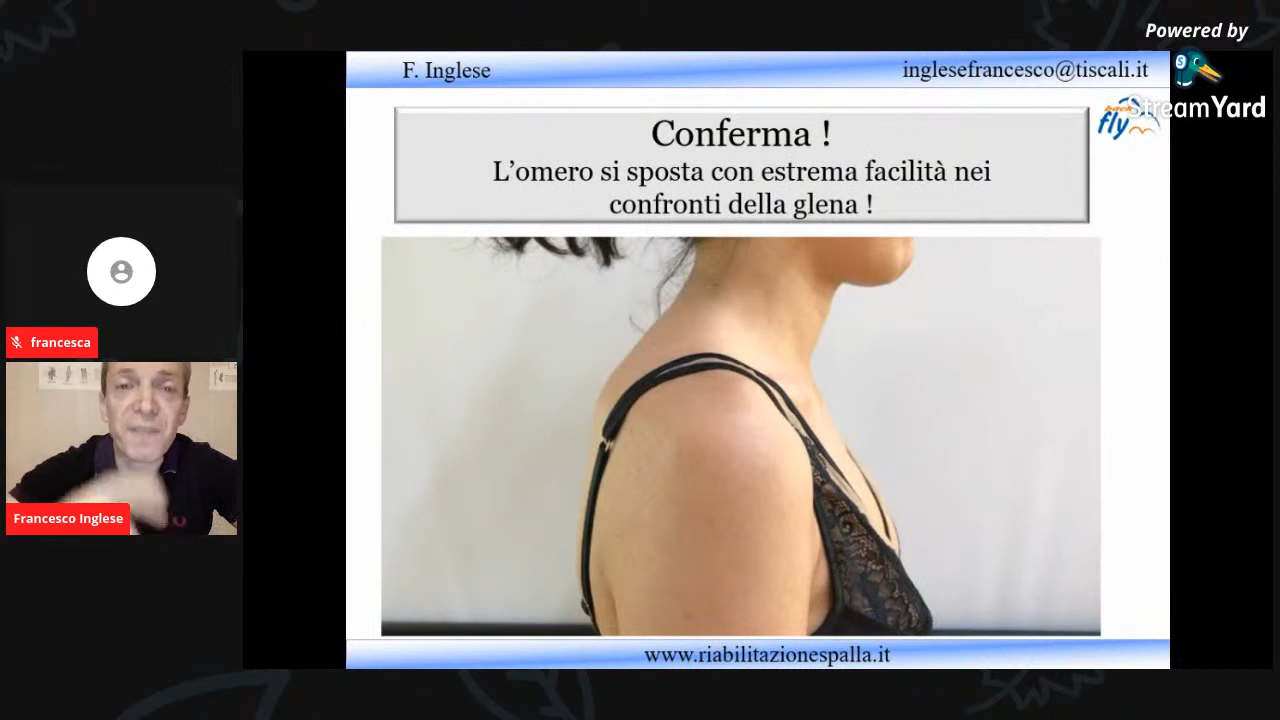 Powered by
StreamYard
F. Inglese
inglesefrancesco@tiscali.it
back
fly
Conferma !
L’omero si sposta con estrema facilità nei
confronti della glena !
francesca
Francesco Inglese
www.riabilitazionespalla.it